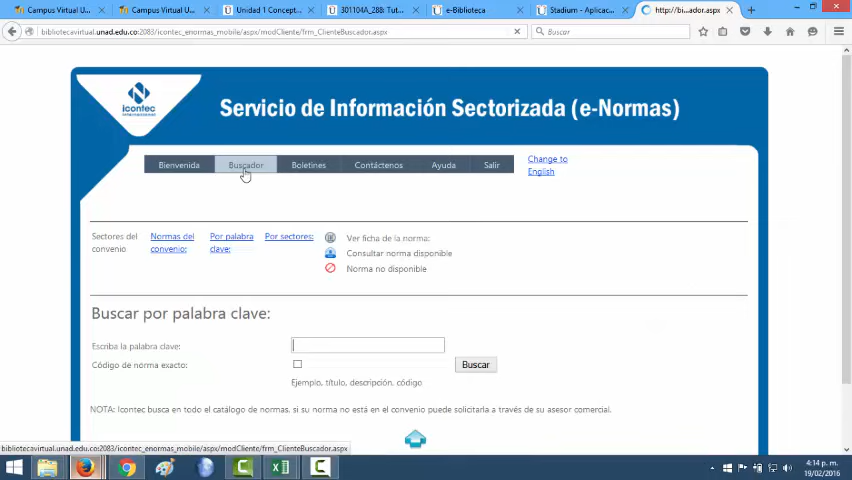 Campus Virtual U...
Campus Virtual U...
Unidad 1 Concept...
301104A_288: Tut...
e-Biblioteca
Stadium - Aplicac...
http://bi...ador.aspx
bibliotecavirtual.unad.edu.co:2083/icontec_enormas_mobile/aspx/modCliente/frm_ClienteBuscador.aspx
Buscar
icontec
Servicio de Información Sectorizada (e-Normas)
Bienvenida
Buscador
Boletines
Contáctenos
Ayuda
Salir
Change to
English
Sectores del
convenio
Normas del
convenio:
Por palabra
clave:
Por sectores:
Ver ficha de la norma:
Consultar norma disponible
Norma no disponible
Buscar por palabra clave:
Escriba la palabra clave:
Código de norma exacto:
Buscar
Ejemplo, título, descripción, código
NOTA: Icontec busca en todo el catálogo de normas, si su norma no está en el convenio puede solicitarla a través de su asesor comercial.
bibliotecavirtual.unad.edu.co:2083/icontec_enormas_mobile/aspx/modCliente/frm_ClienteBuscador.aspx
4:14 p. m.
19/02/2016